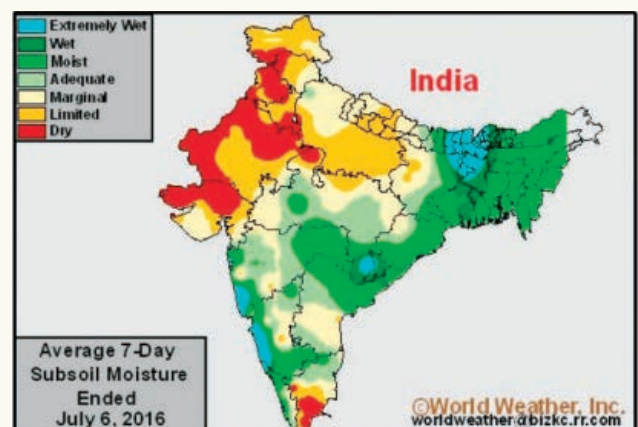 Extremely Wet
Wet
Moist
Adequate
Marginal
Limited
Dry
India
Average 7-Day
Subsoil Moisture
Ended
July 6, 2016
©World Weather, Inc.
worldweather@bizkc.rr.com